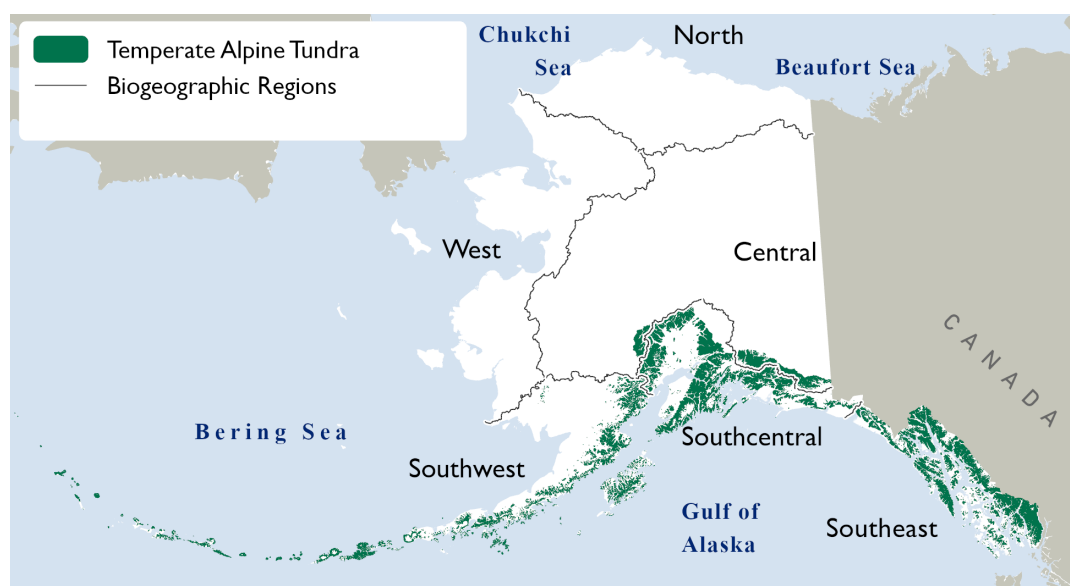 Temperate Alpine Tundra
Biogeographic Regions
Chukchi
Sea
North
Beaufort Sea
West
Central
CANADA
Bering Sea
Southwest
Southcentral
Gulf of
Alaska
Southeast